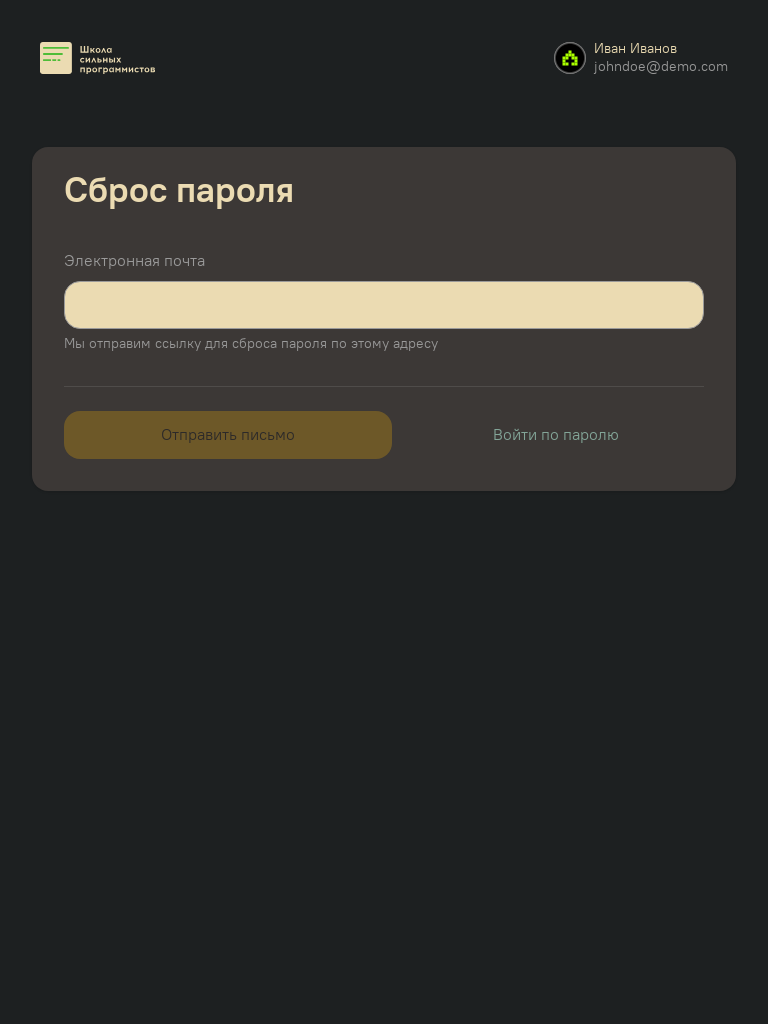 Школа
сильных
программистов
Иван Иванов
johndoe@demo.com
Сброс пароля
Электронная почта
Мы отправим ссылку для сброса пароля по этому адресу
Отправить письмо
Войти по паролю